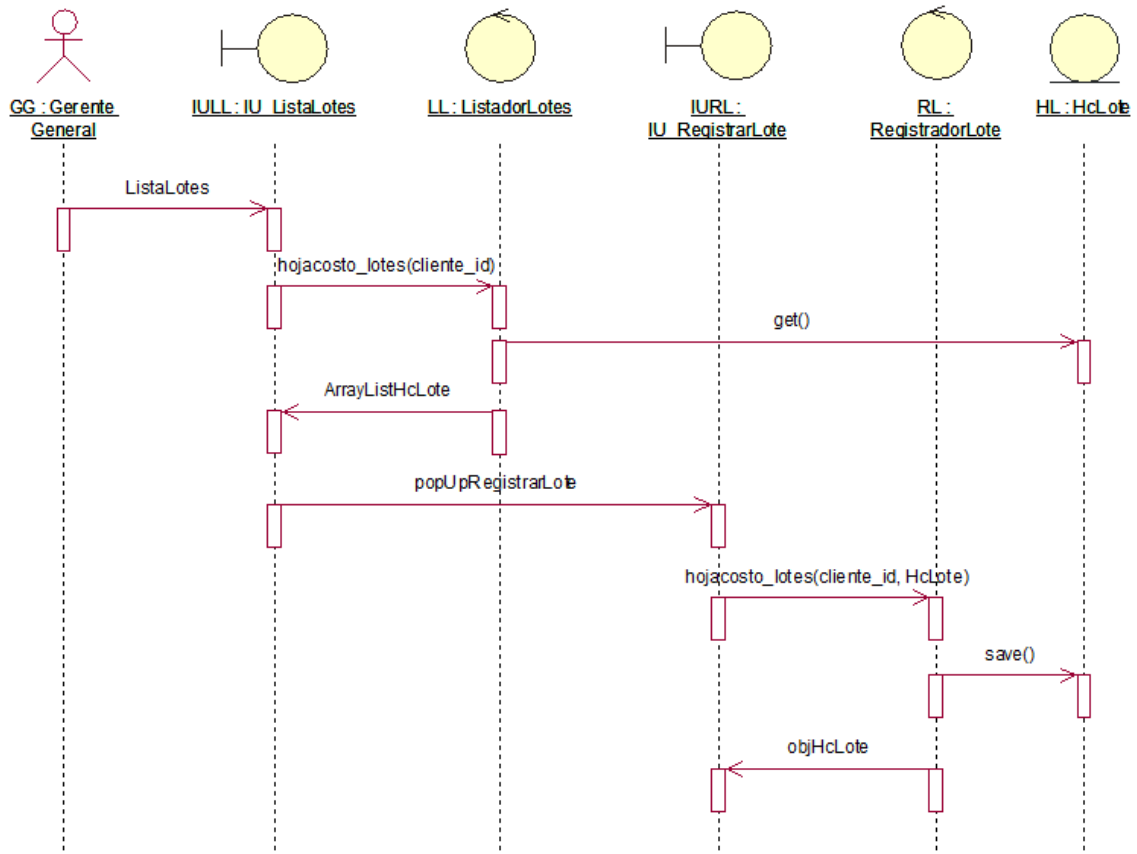 GG : Gerente General
IULL : IU_ListaLotes
LL : ListadorLotes
IURL : IU_RegistrarLote
RL : RegistradorLote
HL : HcLote
ListaLotes
hojacosto_lotes(cliente_id)
get()
ArrayListHcLote
popUpRegistrarLote
hojacosto_lotes(cliente_id, HcLote)
save()
objHcLote